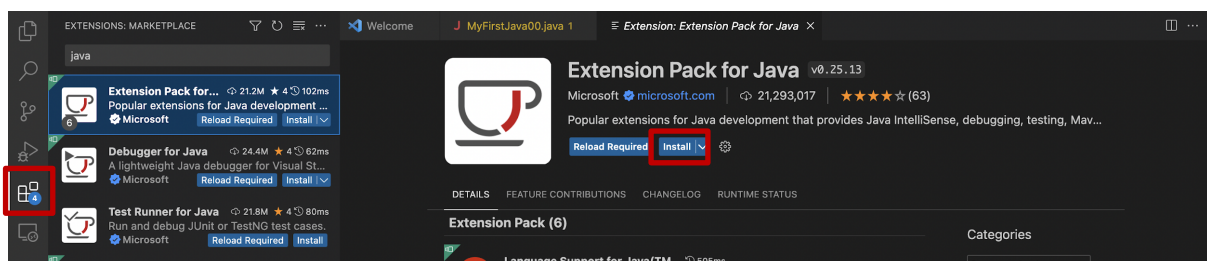 EXTENSIONS: MARKETPLACE
java
Extension Pack for... 21.2M ★ 4 102ms
Popular extensions for Java development ...
Microsoft Reload Required Install
6
Debugger for Java 24.4M ★ 4 62ms
A lightweight Java debugger for Visual St...
Microsoft Reload Required Install
Test Runner for Java 21.8M ★ 4 80ms
Run and debug JUnit or TestNG test cases.
Microsoft Reload Required Install
4
Welcome J MyFirstJava00.java 1 Extension: Extension Pack for Java ×
Extension Pack for Java v0.25.13
Microsoft microsoft.com 21,293,017 ★★★★☆ (63)
Popular extensions for Java development that provides Java IntelliSense, debugging, testing, Mav...
Reload Required Install
DETAILS FEATURE CONTRIBUTIONS CHANGELOG RUNTIME STATUS
Extension Pack (6)
Language Support for Java(TM
Categories